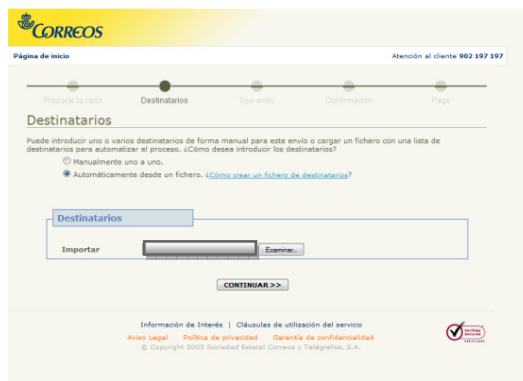 CORREOS
Página de inicio
Atención al cliente 902 197 197
Preparar la carta
Destinatarios
Tipo envío
Confirmación
Pago
Destinatarios
Puede introducir uno o varios destinatarios de forma manual para este envío o cargar un fichero con una lista de
destinatarios para automatizar el proceso. ¿Cómo desea introducir los destinatarios?
Manualmente uno a uno.
Automáticamente desde un fichero. ¿Cómo crear un fichero de destinatarios?
Destinatarios
Importar
Examinar...
CONTINUAR >>
Información de Interés | Cláusulas de utilización del servicio
Aviso Legal Política de privacidad Garantía de confidencialidad
© Copyright 2005 Sociedad Estatal Correos y Telégrafos, S.A.